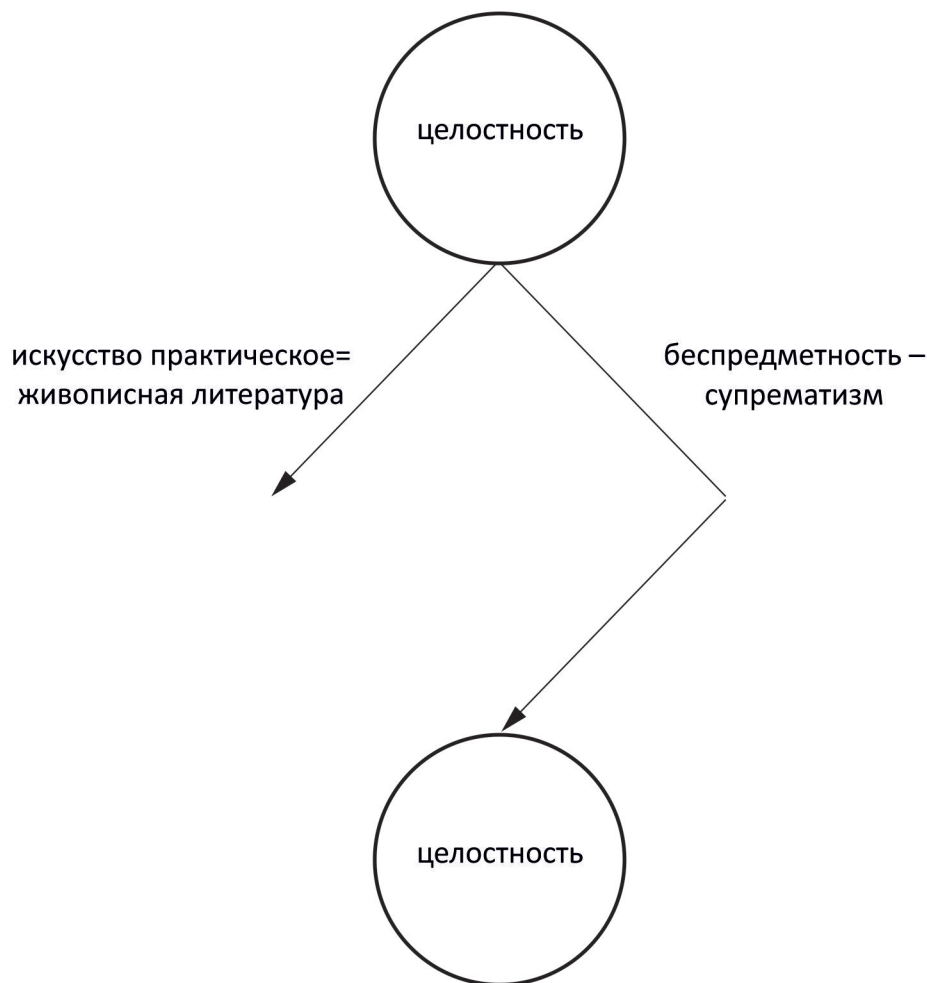 целостность
искусство практическое=
живописная литература
беспредметность –
супрематизм
целостность